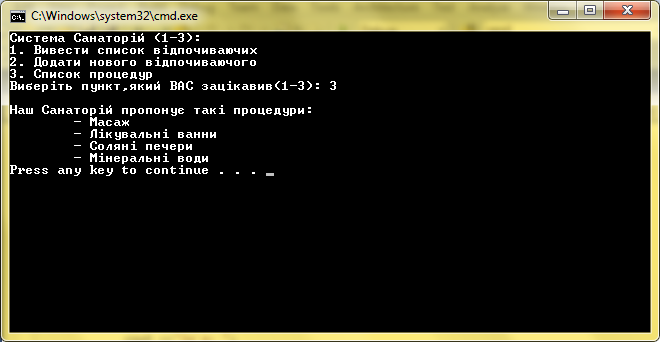 C:\Windows\system32\cmd.exe
Система Санаторій (1-3):
1. Вивести список відпочиваючих
2. Додати нового відпочиваючого
3. Список процедур
Виберіть пункт,який ВАС зацікавив(1-3): 3
Наш Санаторій пропонує такі процедури:
- Масаж
- Лікувальні ванни
- Соляні печери
- Мінеральні води
Press any key to continue . . . _